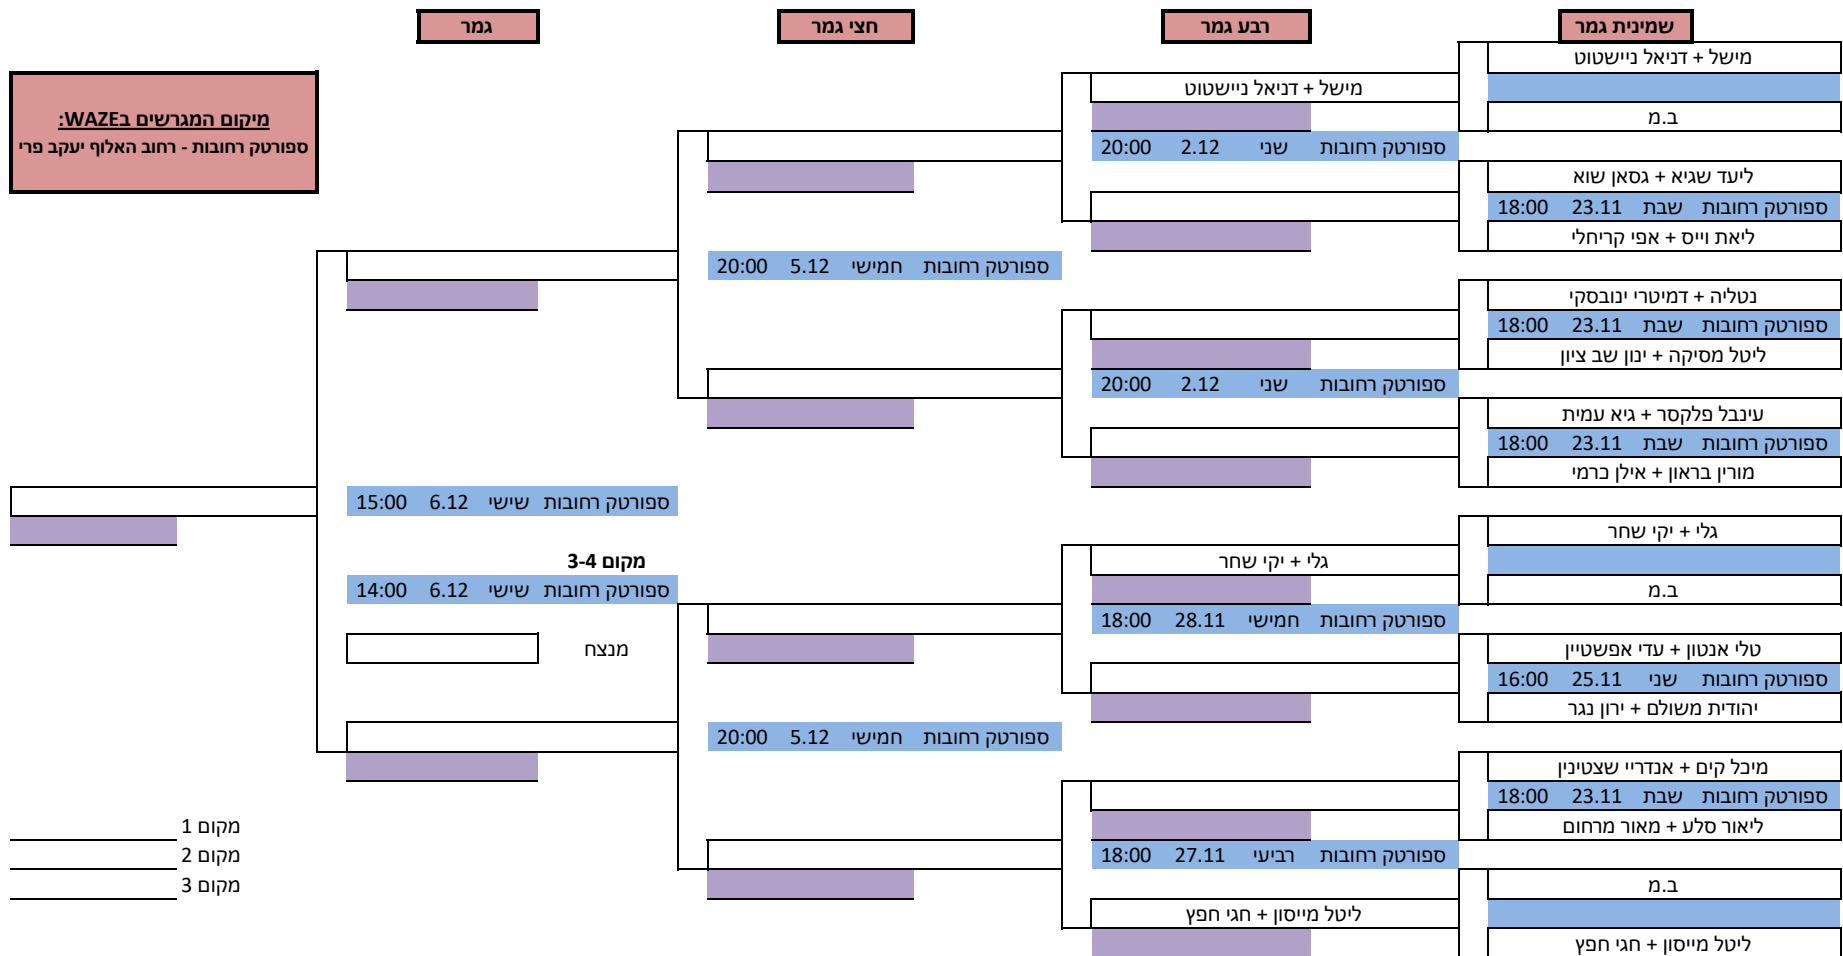 שמינית גמר
רבע גמר
חצי גמר
גמר
מישל + דניאל ניישטוט
ב.מ
ליעד שגיא + גסאן שוא
ספורטק רחובות שבת 23.11 18:00
ליאת וייס + אפי קריחלי
נטליה + דמיטרי ינובסקי
ספורטק רחובות שבת 23.11 18:00
ליטל מסיקה + ינון שב ציון
עינבל פלקסר + גיא עמית
ספורטק רחובות שבת 23.11 18:00
מורין בראון + אילן כרמי
גלי + יקי שחר
ב.מ
טלי אנטון + עדי אפשטיין
ספורטק רחובות שני 25.11 16:00
יהודית משולם + ירון נגר
מיכל קים + אנדריי שצטינין
ספורטק רחובות שבת 23.11 18:00
ליאור סלע + מאור מרחום
ב.מ
ליטל מייסון + חגי חפץ
מישל + דניאל ניישטוט
ספורטק רחובות שני 2.12 20:00
ספורטק רחובות שני 2.12 20:00
גלי + יקי שחר
ספורטק רחובות חמישי 28.11 18:00
ספורטק רחובות רביעי 27.11 18:00
ליטל מייסון + חגי חפץ
ספורטק רחובות חמישי 5.12 20:00
ספורטק רחובות חמישי 5.12 20:00
ספורטק רחובות שישי 6.12 15:00
מקום 3-4
ספורטק רחובות שישי 6.12 14:00
מנצח
מיקום המגרשים בWAZE:
ספורטק רחובות - רחוב האלוף יעקב פרי
מקום 1
מקום 2
מקום 3